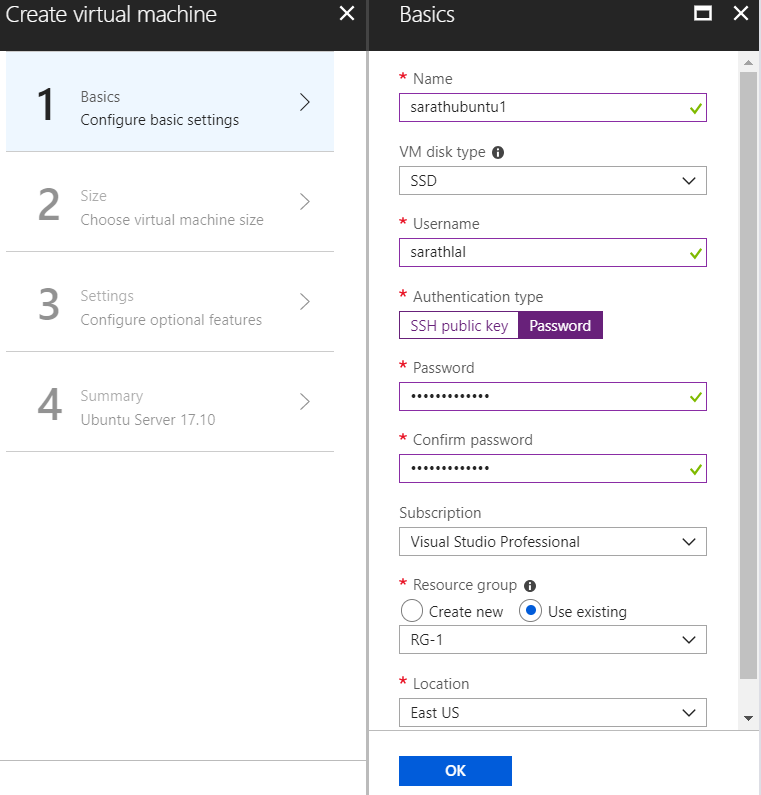 Create virtual machine
1
Basics
Configure basic settings
2
Size
Choose virtual machine size
3
Settings
Configure optional features
4
Summary
Ubuntu Server 17.10
Basics
* Name
sarathubuntu1
VM disk type
SSD
* Username
sarathlal
* Authentication type
SSH public key Password
* Password
•••••••••••••
* Confirm password
•••••••••••••
Subscription
Visual Studio Professional
* Resource group
Create new Use existing
RG-1
* Location
East US
OK